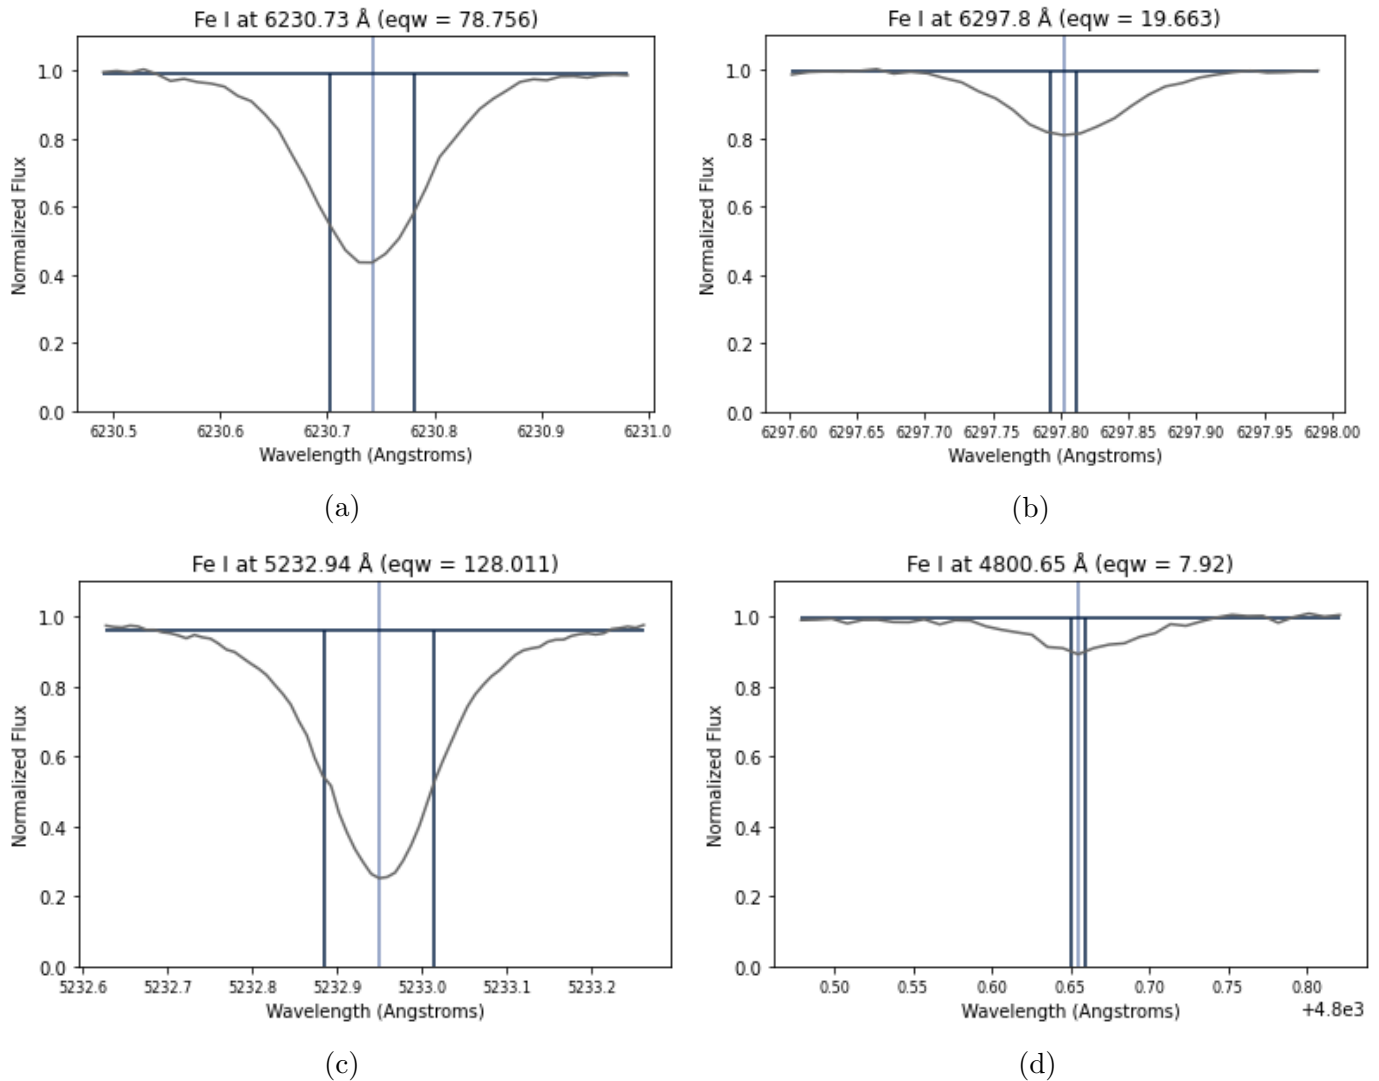 Fe I at 6230.73 Å (eqw = 78.756)
Normalized Flux
1.0
0.8
0.6
0.4
0.2
0.0
6230.5 6230.6 6230.7 6230.8 6230.9 6231.0
Wavelength (Angstroms)
(a)
Fe I at 6297.8 Å (eqw = 19.663)
Normalized Flux
1.0
0.8
0.6
0.4
0.2
0.0
6297.60 6297.65 6297.70 6297.75 6297.80 6297.85 6297.90 6297.95 6298.00
Wavelength (Angstroms)
(b)
Fe I at 5232.94 Å (eqw = 128.011)
Normalized Flux
1.0
0.8
0.6
0.4
0.2
0.0
5232.6 5232.7 5232.8 5232.9 5233.0 5233.1 5233.2
Wavelength (Angstroms)
(c)
Fe I at 4800.65 Å (eqw = 7.92)
Normalized Flux
1.0
0.8
0.6
0.4
0.2
0.0
0.50 0.55 0.60 0.65 0.70 0.75 0.80
+4.8e3
Wavelength (Angstroms)
(d)